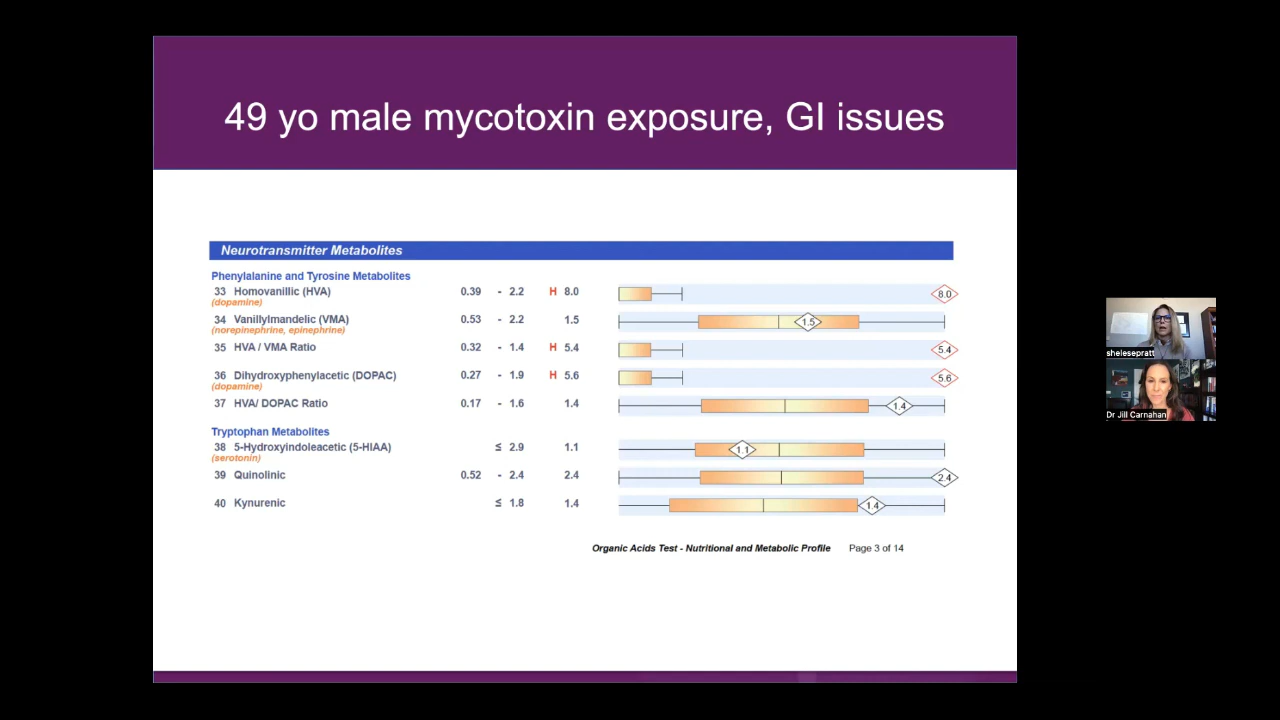 49 yo male mycotoxin exposure, GI issues
Neurotransmitter Metabolites
Phenylalanine and Tyrosine Metabolites
33 Homovanillic (HVA) 0.39 - 2.2 H 8.0 8.0
(dopamine)
34 Vanillylmandelic (VMA) 0.53 - 2.2 1.5 1.5
(norepinephrine, epinephrine)
35 HVA / VMA Ratio 0.32 - 1.4 H 5.4 5.4
36 Dihydroxyphenylacetic (DOPAC) 0.27 - 1.9 H 5.6 5.6
(dopamine)
37 HVA/ DOPAC Ratio 0.17 - 1.6 1.4 1.4
Tryptophan Metabolites
38 5-Hydroxyindoleacetic (5-HIAA) ≤ 2.9 1.1 1.1
(serotonin)
39 Quinolinic 0.52 - 2.4 2.4 2.4
40 Kynurenic ≤ 1.8 1.4 1.4
Organic Acids Test - Nutritional and Metabolic Profile Page 3 of 14
shelesepratt
Dr Jill Carnahan